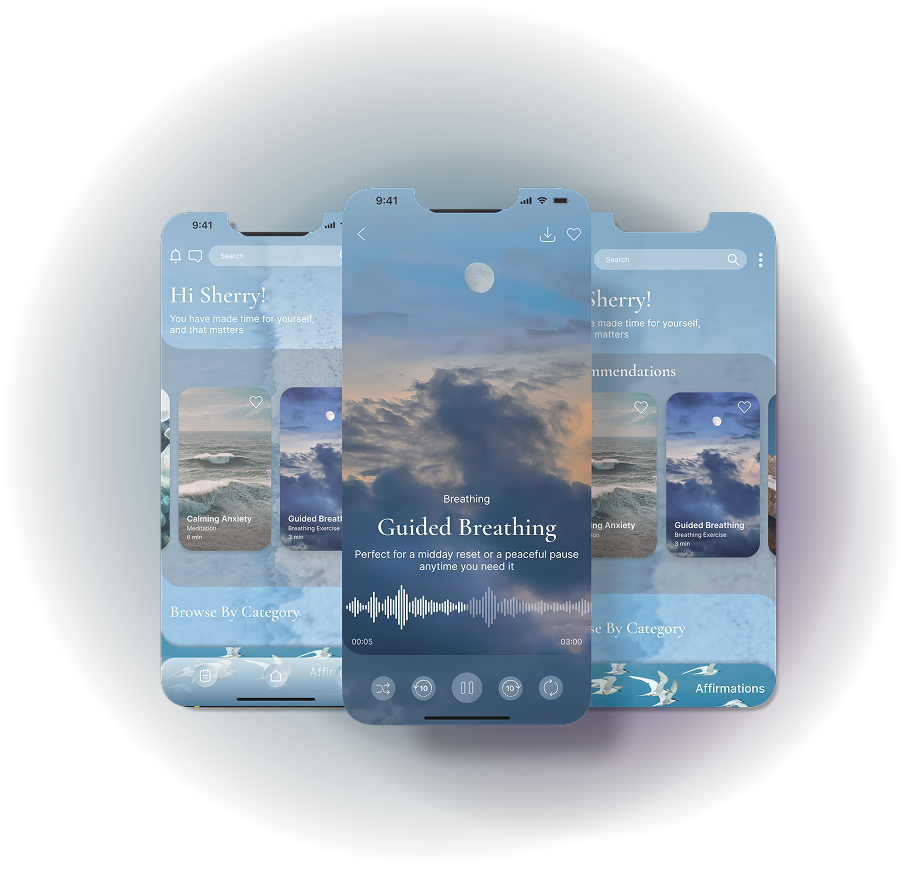 9:41
Search
Hi Sherry!
You have made time for yourself,
and that matters
Calming Anxiety
Meditation
6 min
Guided Breat
Breathing Exercise
3 min
Browse By Category
Affir
9:41
Breathing
Guided Breathing
Perfect for a midday reset or a peaceful pause
anytime you need it
00:05
03:00
10
10
Search
Sherry!
e made time for yourself,
matters
mmendations
ng Anxiety
Guided Breathing
Breathing Exercise
3 min
se By Category
Affirmations